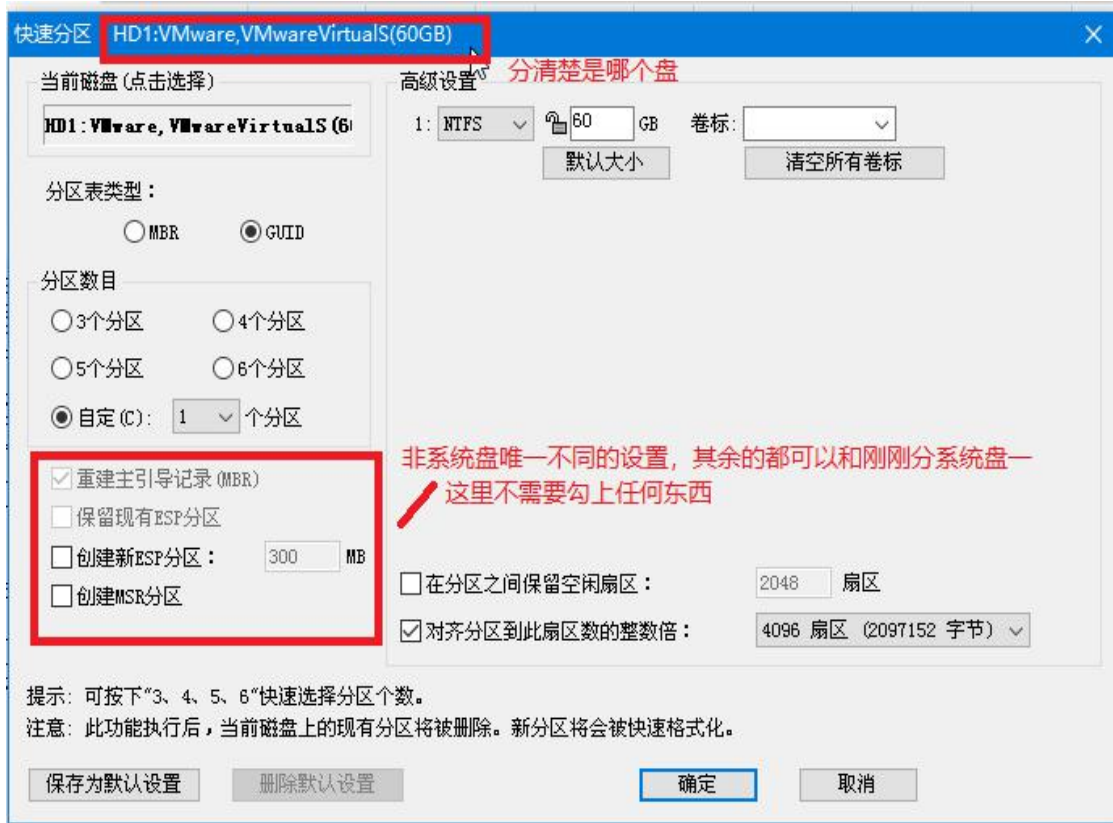 快速分区 HD1:VMware,VMwareVirtualS(60GB)
分清楚是哪个盘
当前磁盘(点击选择)
HD1:VMware,VMwareVirtualS(6
分区表类型：
MBR GUID
分区数目
3个分区 4个分区
5个分区 6个分区
自定(C): 1 个分区
重建主引导记录(MBR)
保留现有ESP分区
创建新ESP分区： 300 MB
创建MSR分区
高级设置
1: NTFS 60 GB 卷标:
默认大小 清空所有卷标
非系统盘唯一不同的设置，其余的都可以和刚刚分系统盘一
这里不需要勾上任何东西
在分区之间保留空闲扇区： 2048 扇区
对齐分区到此扇区数的整数倍： 4096 扇区 (2097152 字节)
提示: 可按下"3、4、5、6"快速选择分区个数。
注意: 此功能执行后，当前磁盘上的现有分区将被删除。新分区将会被快速格式化。
保存为默认设置 删除默认设置 确定 取消